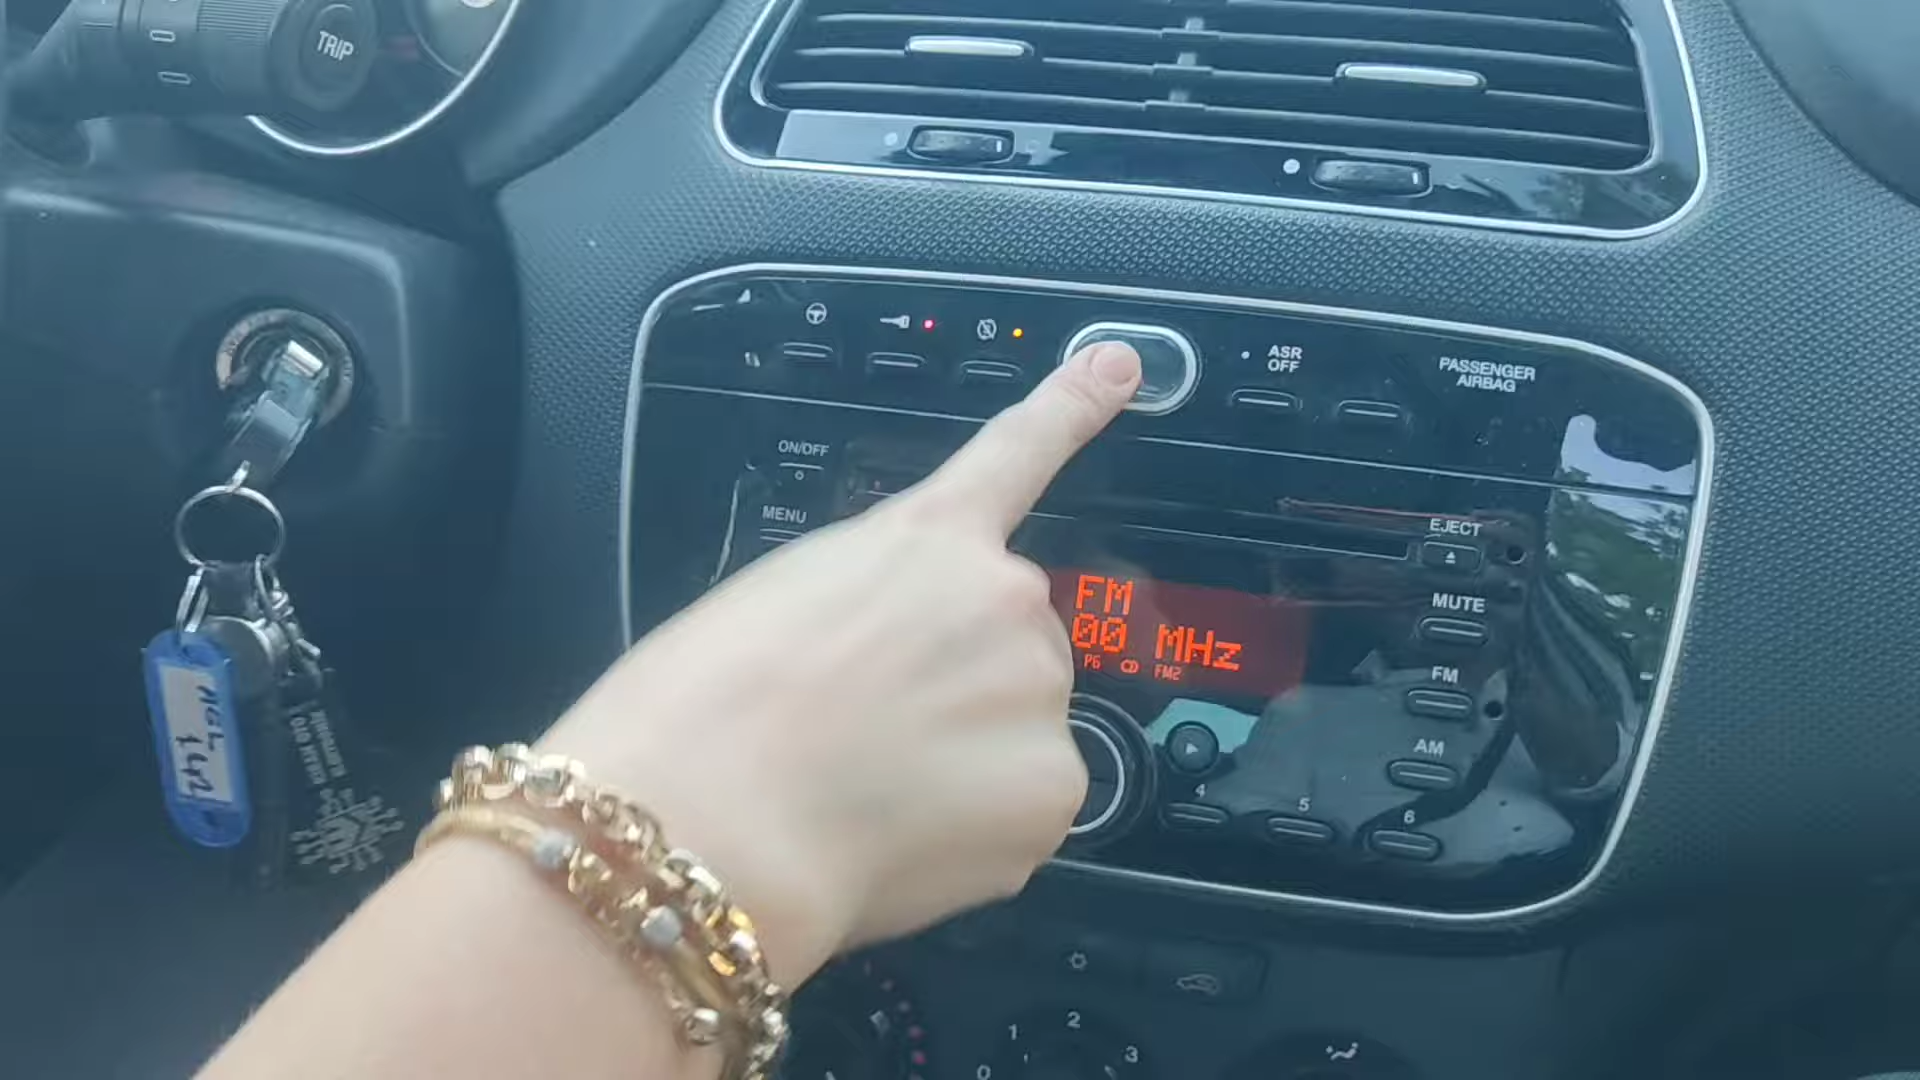 TRIP
ASR
OFF
PASSENGER
AIRBAG
ON/OFF
MENU
EJECT
MUTE
FM
00 MHz
P6 CD FM2
FM
AM
4
5
6
1
2
3
0